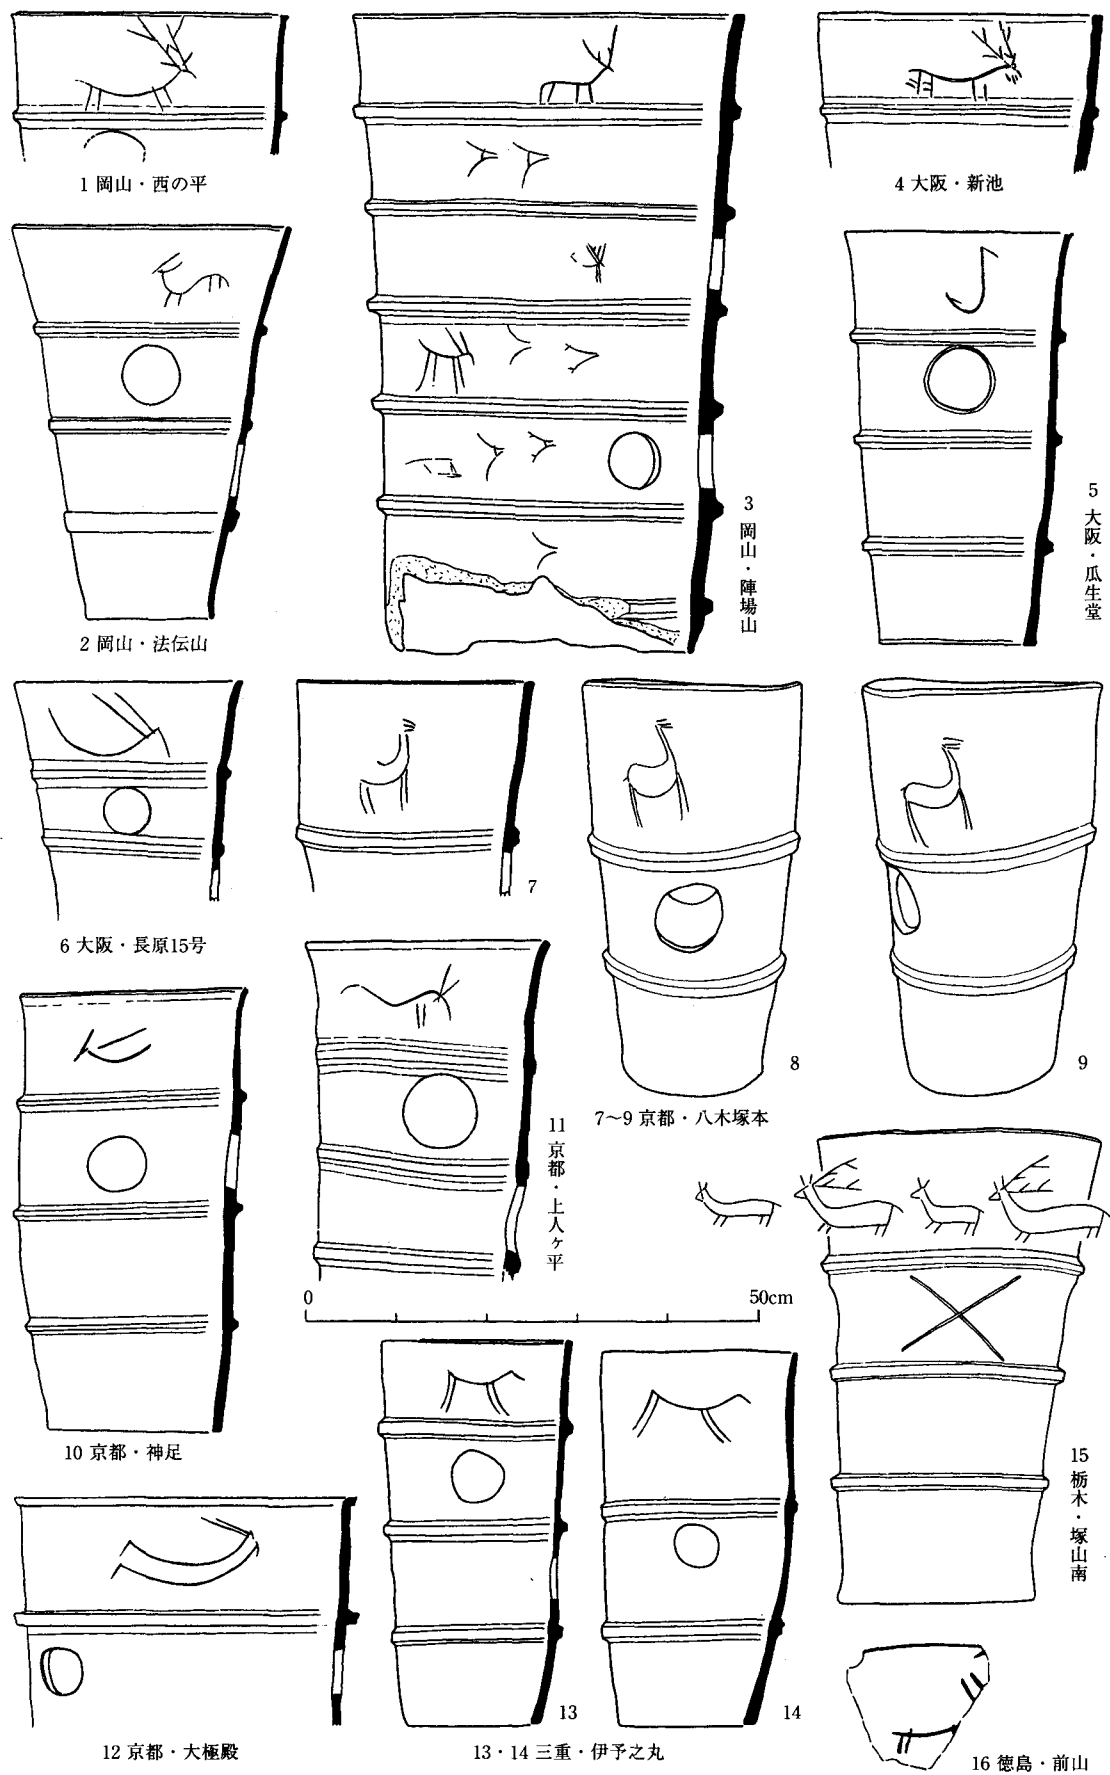 1 岡山・西の平
4 大阪・新池
2 岡山・法伝山
3 岡山・陣場山
5 大阪・瓜生堂
6 大阪・長原15号
7
8
9
7〜9 京都・八木塚本
10 京都・神足
11 京都・上人ヶ平
0 50cm
12 京都・大極殿
13
14
13・14 三重・伊予之丸
15 栃木・塚山南
16 徳島・前山